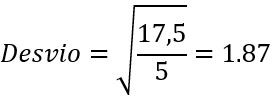 Desvio = √(17,5/5) = 1.87